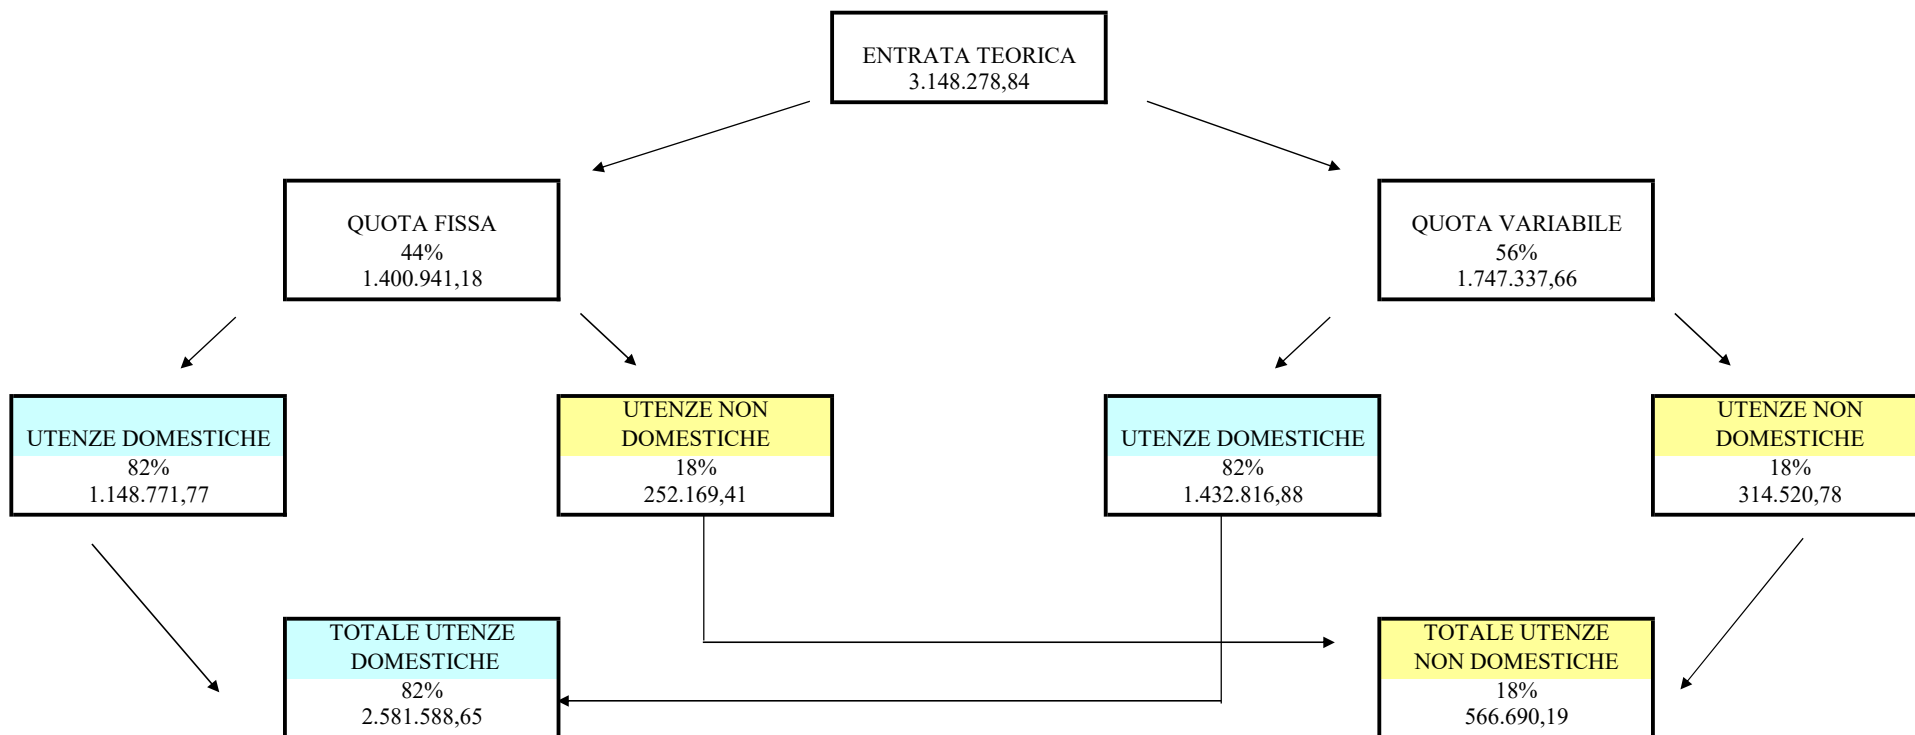 ENTRATA TEORICA
3.148.278,84
QUOTA FISSA
44%
1.400.941,18
QUOTA VARIABILE
56%
1.747.337,66
UTENZE DOMESTICHE
82%
1.148.771,77
UTENZE NON
DOMESTICHE
18%
252.169,41
UTENZE DOMESTICHE
82%
1.432.816,88
UTENZE NON
DOMESTICHE
18%
314.520,78
TOTALE UTENZE
DOMESTICHE
82%
2.581.588,65
TOTALE UTENZE
NON DOMESTICHE
18%
566.690,19